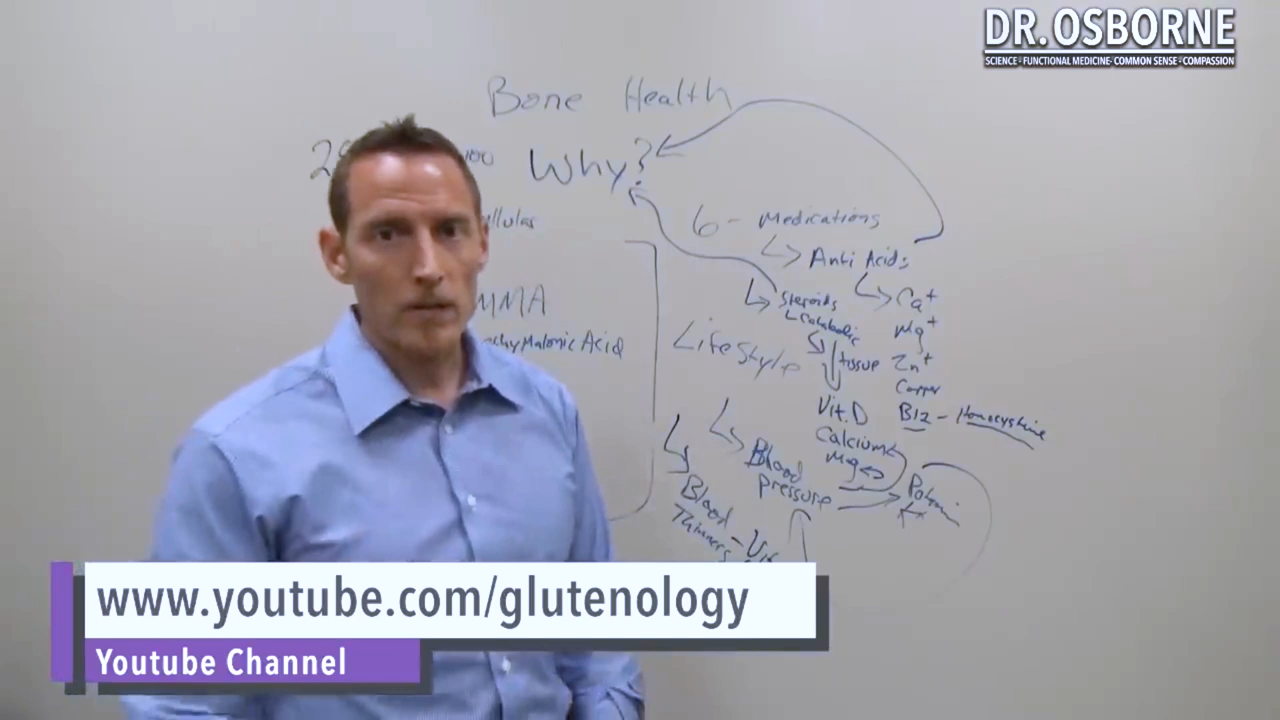 DR. OSBORNE
SCIENCE - FUNCTIONAL MEDICINE- COMMON SENSE - COMPASSION
Bone Health
Why?
6 - Medications
Anti Acids
Steroids
Catabolic
tissue
Ca+
Mg+
Zn+
Copper
B12 - Homocysteine
MMA
Malonic Acid
LifeStyle
Vit. D
Calcium
Mg
Blood
pressure
Blood
Thinners
www.youtube.com/glutenology
Youtube Channel